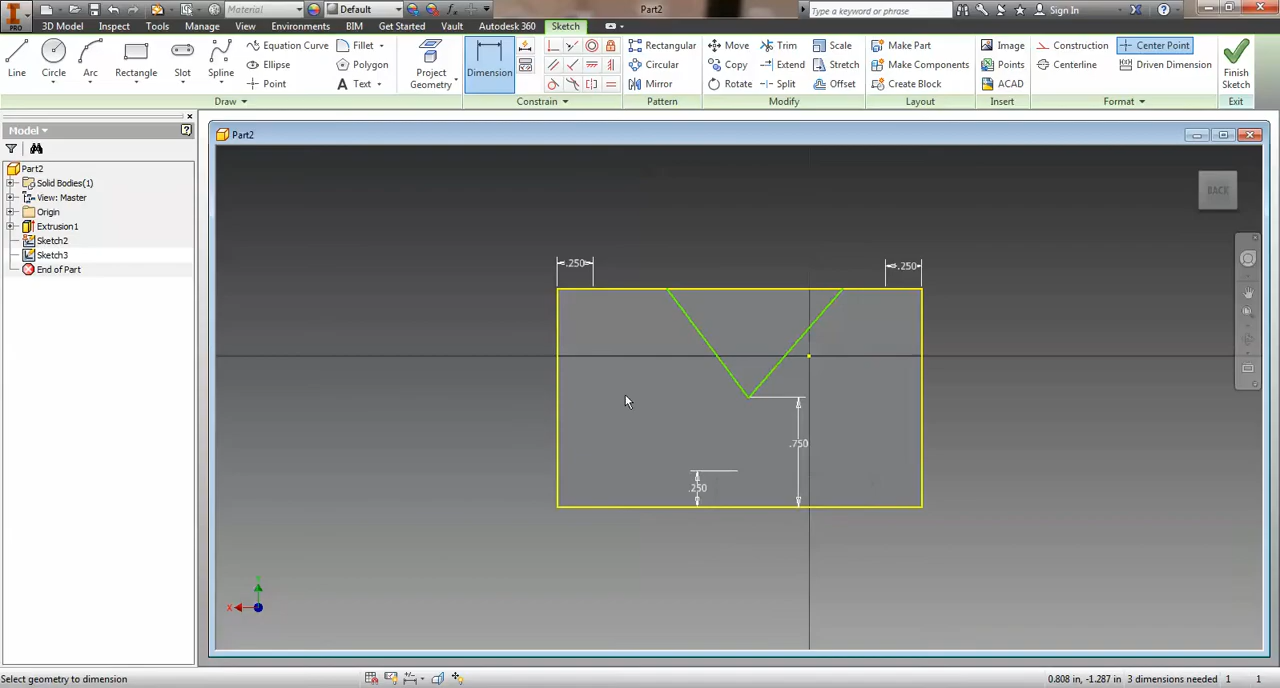 Material Default Part2 Type a keyword or phrase Sign In
PRO 3D Model Inspect Tools Manage View Environments BIM Get Started Vault Autodesk 360 Sketch
Line Circle Arc Rectangle Slot Spline Equation Curve Fillet Project Geometry Dimension Rectangular Move Trim Scale Make Part Image Construction Center Point Finish Sketch
Ellipse Polygon Circular Copy Extend Stretch Make Components Points Centerline Driven Dimension
Point Text Mirror Rotate Split Offset Create Block ACAD
Draw Constrain Pattern Modify Layout Insert Format Exit
Model
Part2
Part2
Solid Bodies(1)
View: Master
Origin
Extrusion1
Sketch2
Sketch3
End of Part
BACK
.250
.250
.750
.250
Y
X
Select geometry to dimension 0.808 in, -1.287 in 3 dimensions needed 1 1